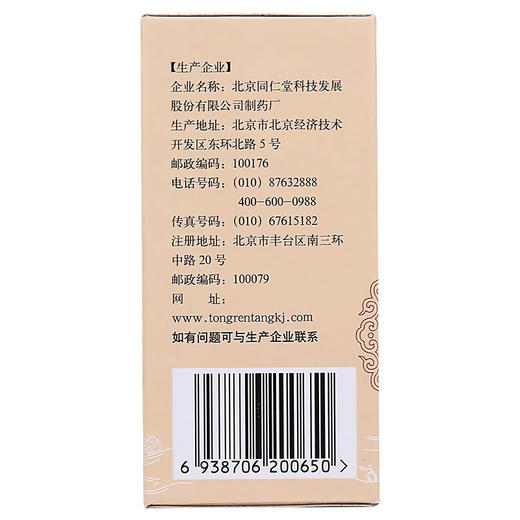 【生产企业】
企业名称：北京同仁堂科技发展
股份有限公司制药厂
生产地址：北京市北京经济技术
开发区东环北路 5 号
邮政编码：100176
电话号码：(010) 87632888
400-600-0988
传真号码：(010) 67615182
注册地址：北京市丰台区南三环
中路 20 号
邮政编码：100079
网　　址：
www.tongrentangkj.com
如有问题可与生产企业联系
6 938706 200650 >